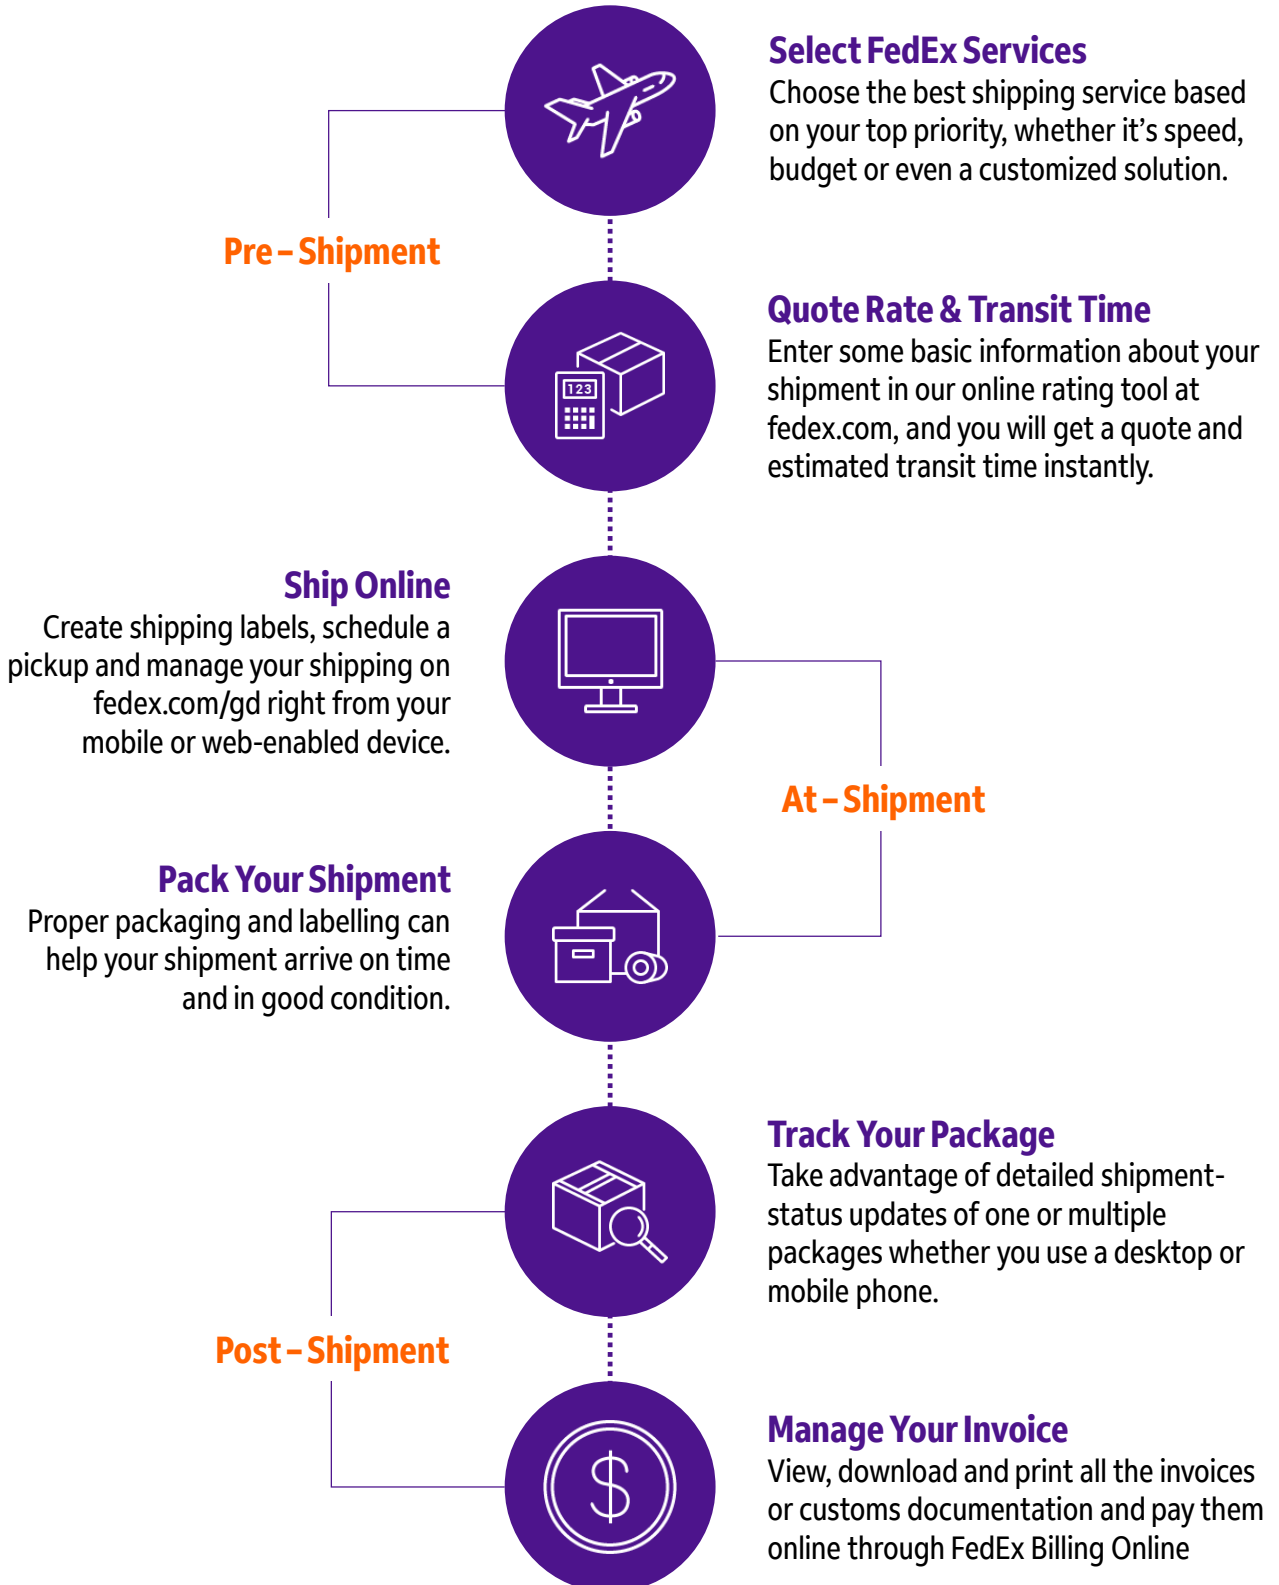 Select FedEx Services
Choose the best shipping service based
on your top priority, whether it’s speed,
budget or even a customized solution.
Pre – Shipment
Quote Rate & Transit Time
Enter some basic information about your
shipment in our online rating tool at
fedex.com, and you will get a quote and
estimated transit time instantly.
123
Ship Online
Create shipping labels, schedule a
pickup and manage your shipping on
fedex.com/gd right from your
mobile or web-enabled device.
At – Shipment
Pack Your Shipment
Proper packaging and labelling can
help your shipment arrive on time
and in good condition.
Track Your Package
Take advantage of detailed shipment-
status updates of one or multiple
packages whether you use a desktop or
mobile phone.
Post – Shipment
Manage Your Invoice
View, download and print all the invoices
or customs documentation and pay them
online through FedEx Billing Online
$